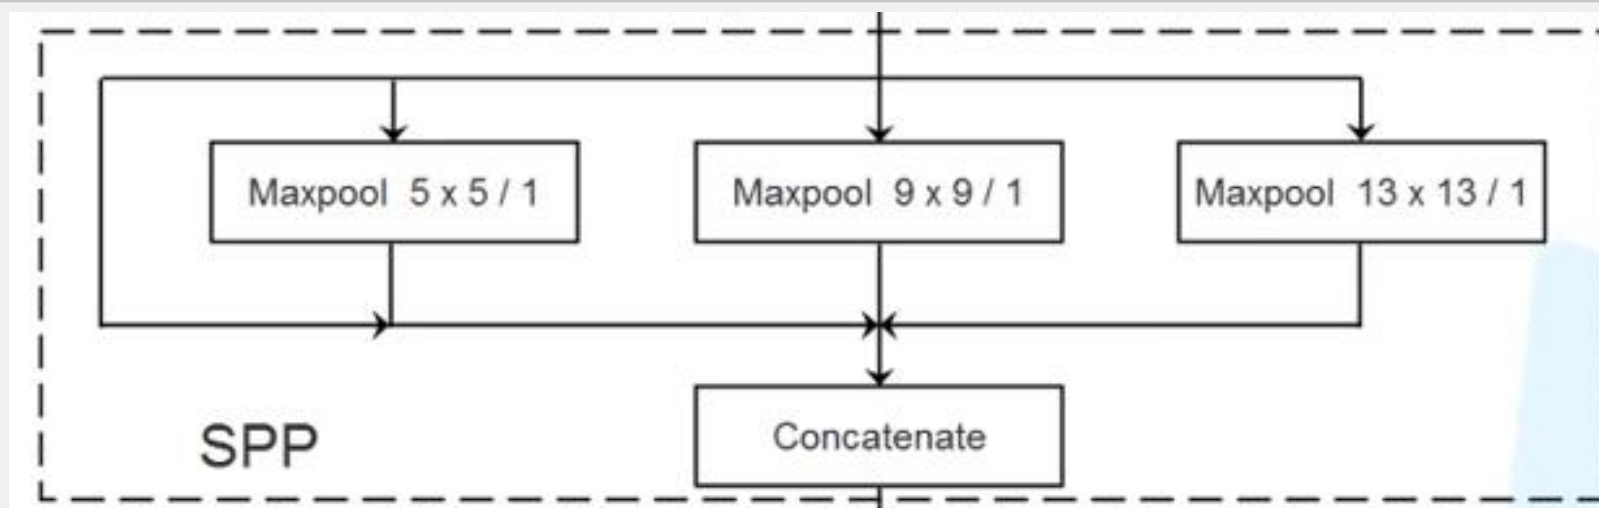 Maxpool 5 x 5 / 1
Maxpool 9 x 9 / 1
Maxpool 13 x 13 / 1
Concatenate
SPP